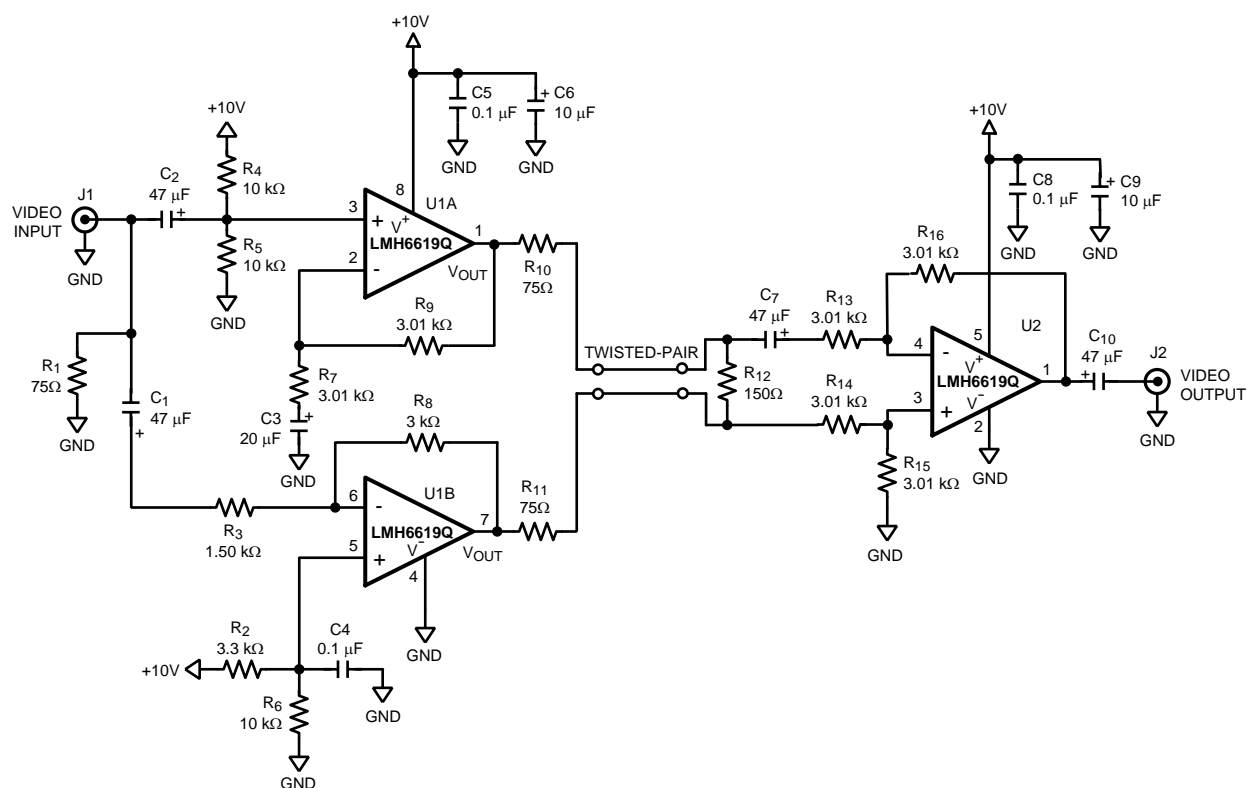 +10V
C5
0.1 μF
GND
+
C6
10 μF
GND
+10V
R4
10 kΩ
C2
47 μF
+
J1
VIDEO
INPUT
GND
R5
10 kΩ
GND
8
U1A
3
+
V+
LMH6619Q
2
-
1
VOUT
R10
75Ω
R9
3.01 kΩ
R7
3.01 kΩ
C3
20 μF
+
GND
R1
75Ω
GND
C1
47 μF
+
R8
3 kΩ
R3
1.50 kΩ
6
-
U1B
LMH6619Q
5
+
V-
4
7
VOUT
GND
R11
75Ω
R2
3.3 kΩ
+10V
C4
0.1 μF
GND
R6
10 kΩ
GND
TWISTED-PAIR
R12
150Ω
C7
47 μF
+
R13
3.01 kΩ
R14
3.01 kΩ
R15
3.01 kΩ
GND
R16
3.01 kΩ
+10V
C8
0.1 μF
GND
+
C9
10 μF
GND
5
U2
4
-
V+
LMH6619Q
3
+
V-
2
1
GND
C10
47 μF
+
J2
VIDEO
OUTPUT
GND